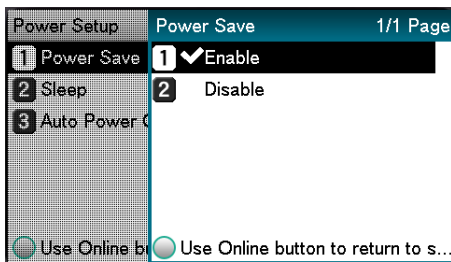 Power Setup
1 Power Save
2 Sleep
3 Auto Power
Use Online
Power Save 1/1 Page
1 Enable
2 Disable
Use Online button to return to s...